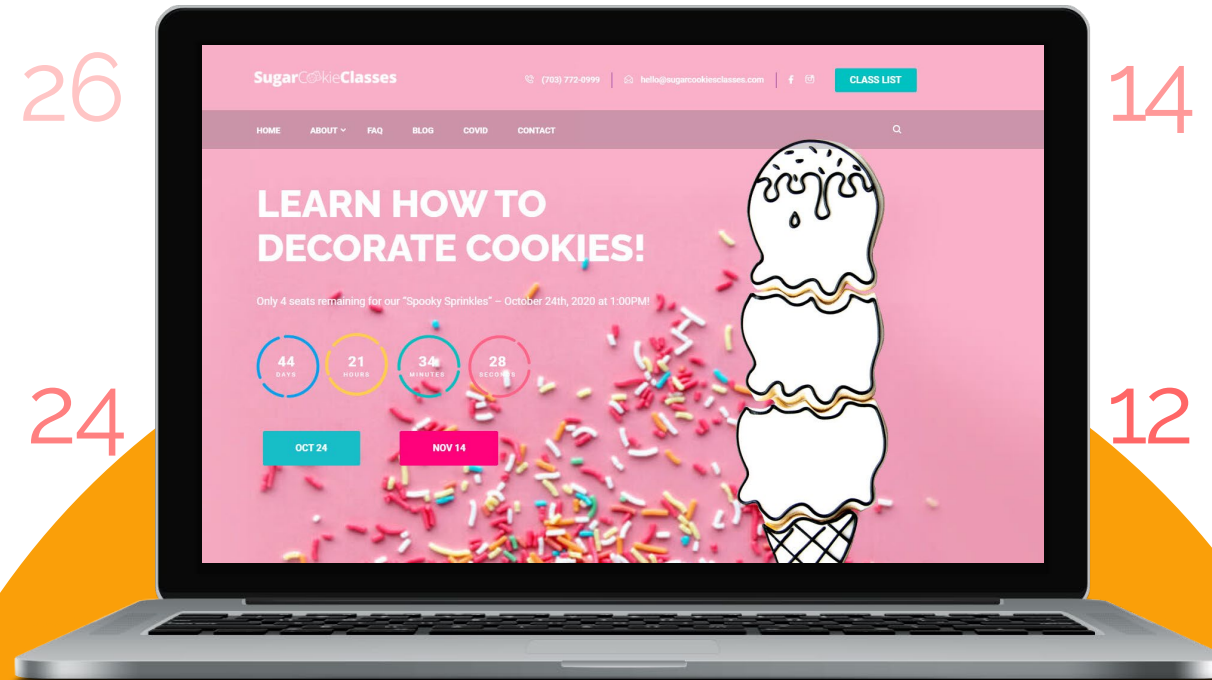 26
14
SugarCookieClasses
(703) 772-0999
hello@sugarcookiesclasses.com
CLASS LIST
HOME
ABOUT
FAQ
BLOG
COVID
CONTACT
LEARN HOW TO
DECORATE COOKIES!
Only 4 seats remaining for our "Spooky Sprinkles" – October 24th, 2020 at 1:00PM!
44
DAYS
21
HOURS
34
MINUTES
28
SECONDS
24
12
OCT 24
NOV 14